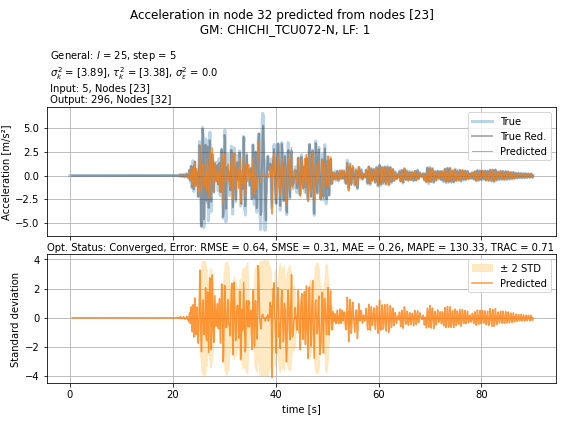 Acceleration in node 32 predicted from nodes [23]
GM: CHICHI_TCU072-N, LF: 1
General: l = 25, step = 5
σ²ₖ = [3.89], τ²ₖ = [3.38], σ²ε = 0.0
Input: 5, Nodes [23]
Output: 296, Nodes [32]
Acceleration [m/s²]
5.0
2.5
0.0
−2.5
−5.0
True
True Red.
Predicted
Opt. Status: Converged, Error: RMSE = 0.64, SMSE = 0.31, MAE = 0.26, MAPE = 130.33, TRAC = 0.71
Standard deviation
4
2
0
−2
−4
± 2 STD
Predicted
0
20
40
60
80
time [s]